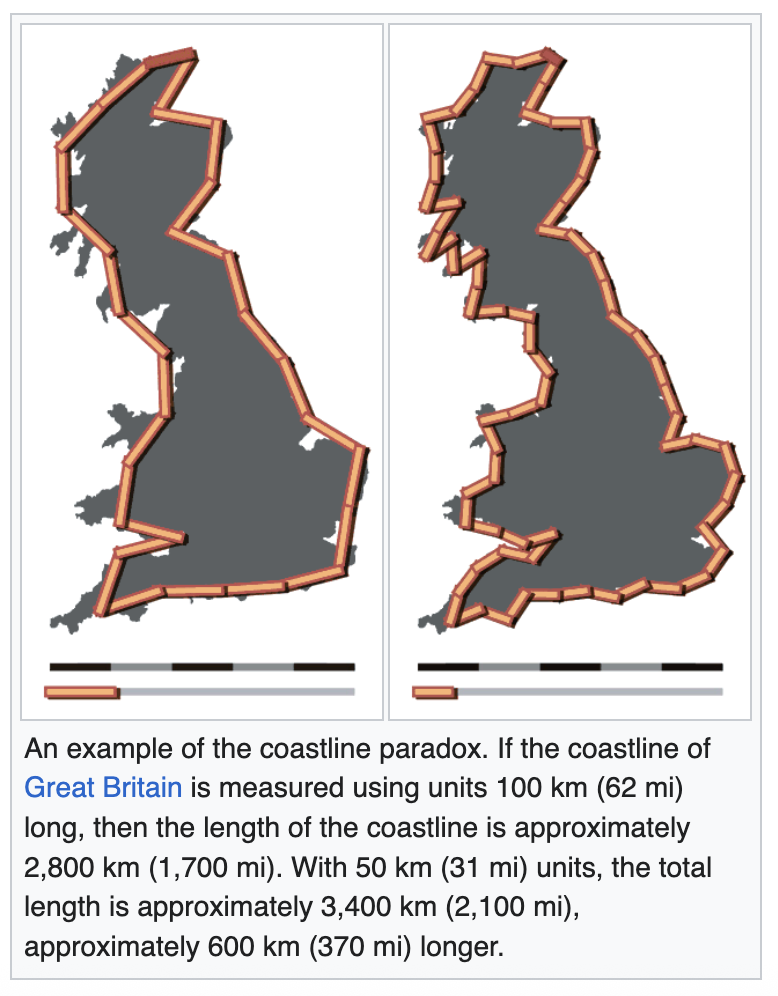 An example of the coastline paradox. If the coastline of
Great Britain is measured using units 100 km (62 mi)
long, then the length of the coastline is approximately
2,800 km (1,700 mi). With 50 km (31 mi) units, the total
length is approximately 3,400 km (2,100 mi),
approximately 600 km (370 mi) longer.